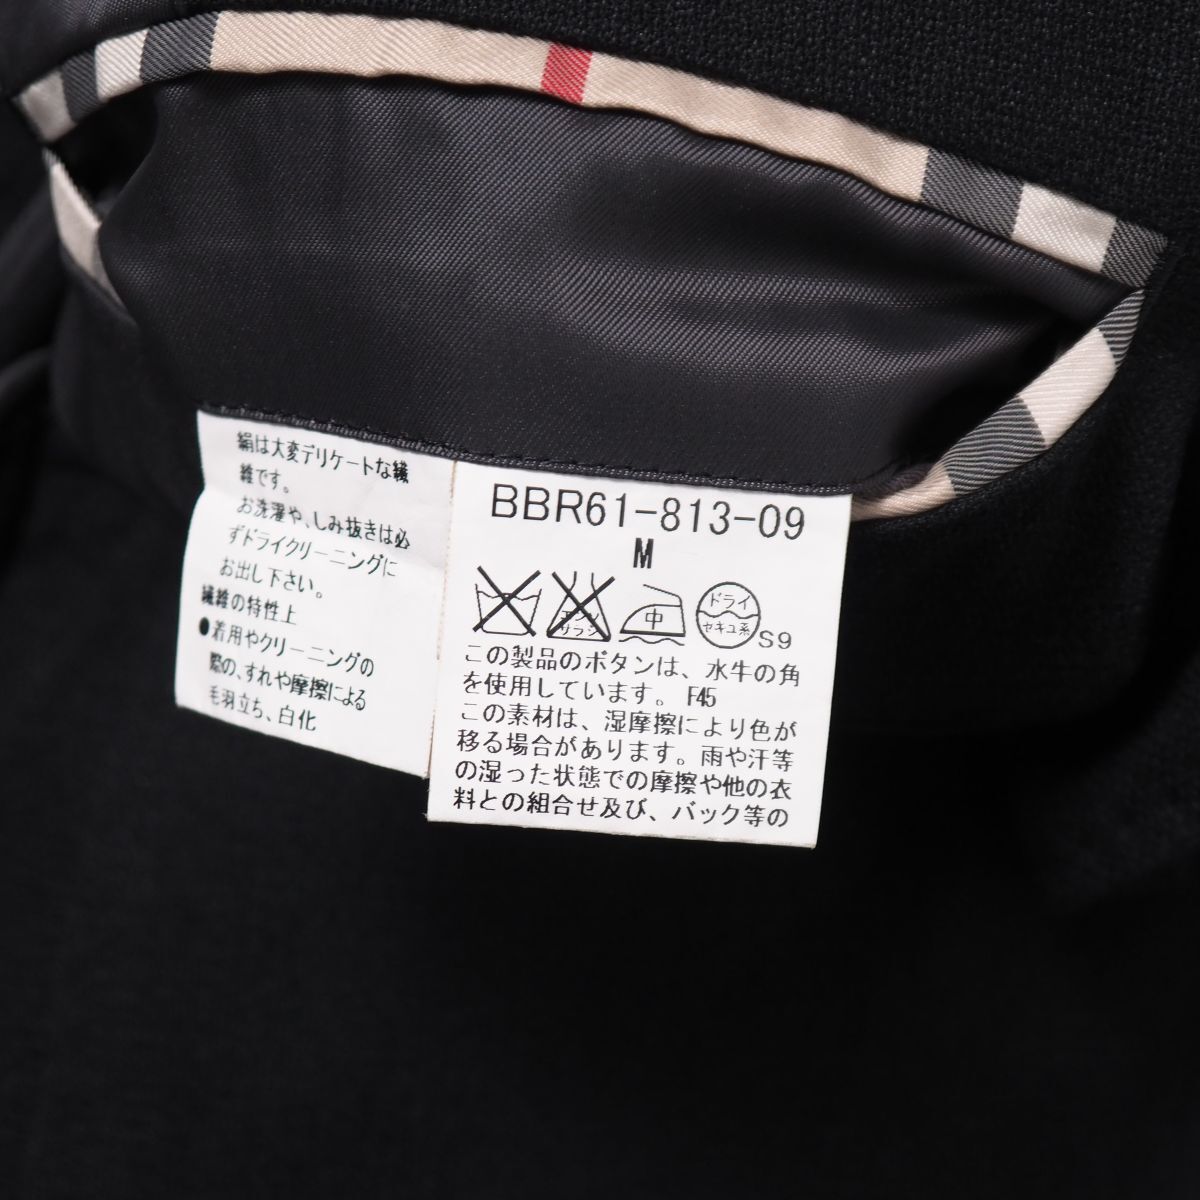 絹は大変デリケートな繊
維です。
お洗濯や、しみ抜きは必
ずドライクリーニングに
お出し下さい。
繊維の特性上
●着用やクリーニングの
際の、すれや摩擦による
毛羽立ち、白化
BBR61-813-09
M
エンソ
サラシ
中
ドライ
セキユ系
S9
この製品のボタンは、水牛の角
を使用しています。 F45
この素材は、湿摩擦により色が
移る場合があります。雨や汗等
の湿った状態での摩擦や他の衣
料との組合せ及び、バック等の